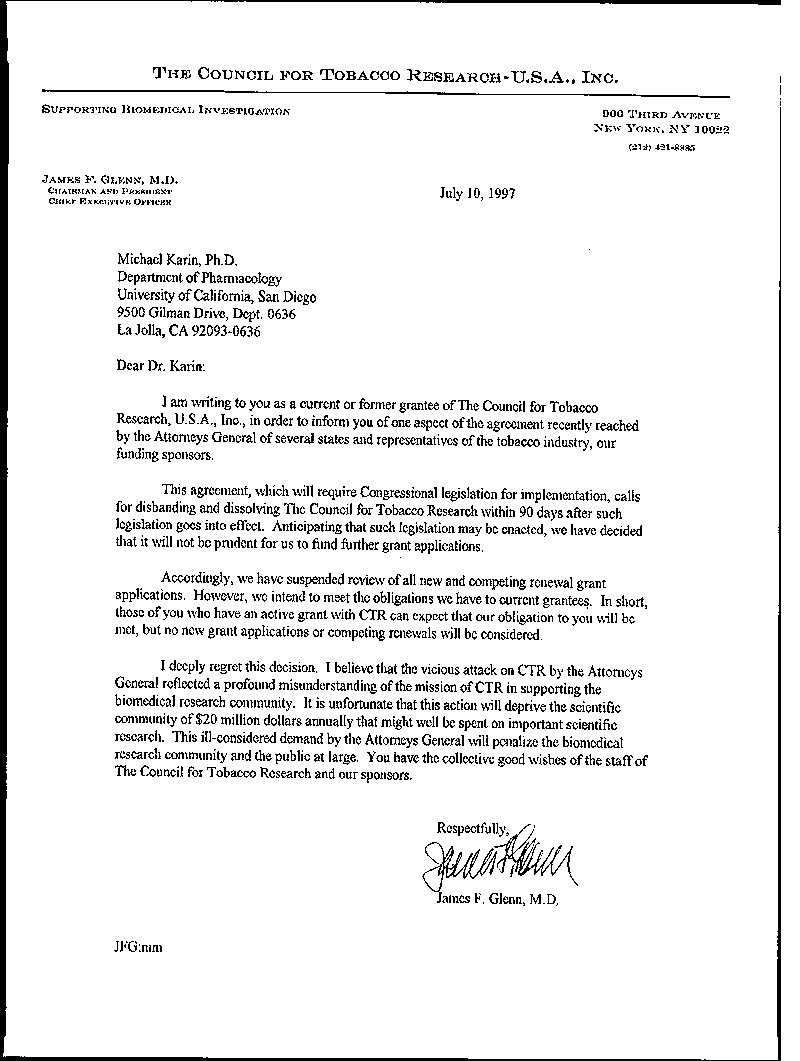 THE COUNCIL FOR TOBACCO RESEARCH-U.S.A., INC.
SUPPORTING BIOMEDICAL INVESTIGATION
900 THIRD AVENUE
NEW YORK, NY 10022
(212) 421-8885
JAMES F. GLENN, M.D.
CHAIRMAN AND PRESIDENT
CHIEF EXECUTIVE OFFICER
July 10, 1997
Michael Karin, Ph.D.
Department of Pharmacology
University of California, San Diego
9500 Gilman Drive, Dept. 0636
La Jolla, CA 92093-0636
Dear Dr. Karin:
I am writing to you as a current or former grantee of The Council for Tobacco
Research, U.S.A., Inc., in order to inform you of one aspect of the agreement recently reached
by the Attorneys General of several states and representatives of the tobacco industry, our
funding sponsors.
This agreement, which will require Congressional legislation for implementation, calls
for disbanding and dissolving The Council for Tobacco Research within 90 days after such
legislation goes into effect. Anticipating that such legislation may be enacted, we have decided
that it will not be prudent for us to fund further grant applications.
Accordingly, we have suspended review of all new and competing renewal grant
applications. However, we intend to meet the obligations we have to current grantees. In short,
those of you who have an active grant with CTR can expect that our obligation to you will be
met, but no new grant applications or competing renewals will be considered.
I deeply regret this decision. I believe that the vicious attack on CTR by the Attorneys
General reflected a profound misunderstanding of the mission of CTR in supporting the
biomedical research community. It is unfortunate that this action will deprive the scientific
community of $20 million dollars annually that might well be spent on important scientific
research. This ill-considered demand by the Attorneys General will penalize the biomedical
research community and the public at large. You have the collective good wishes of the staff of
The Council for Tobacco Research and our sponsors.
Respectfully,
James F. Glenn, M.D.
JFG:mm